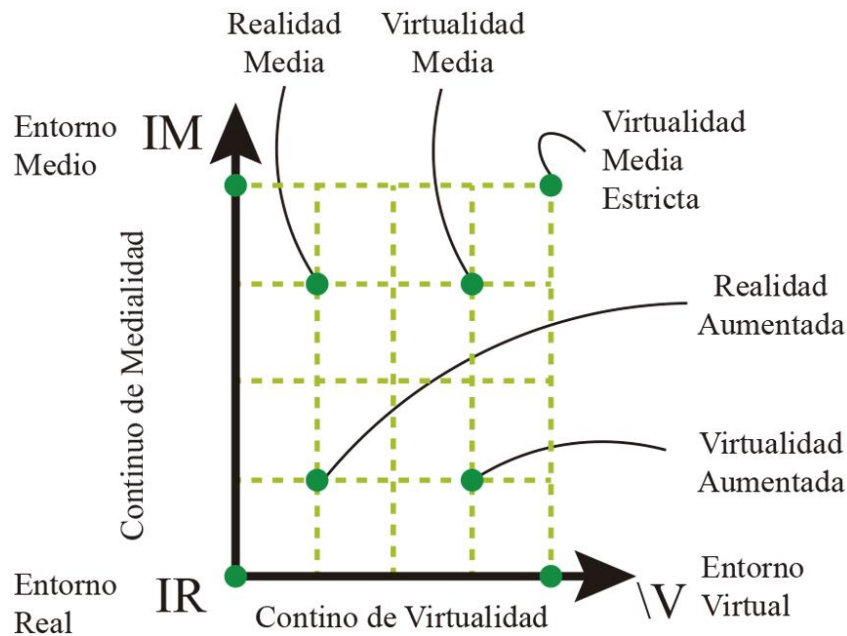 Realidad
Media
Virtualidad
Media
Entorno
Medio
IM
Virtualidad
Media
Estricta
Realidad
Aumentada
Continuo de Medialidad
Virtualidad
Aumentada
Entorno
Real
IR
Contino de Virtualidad
\V
Entorno
Virtual